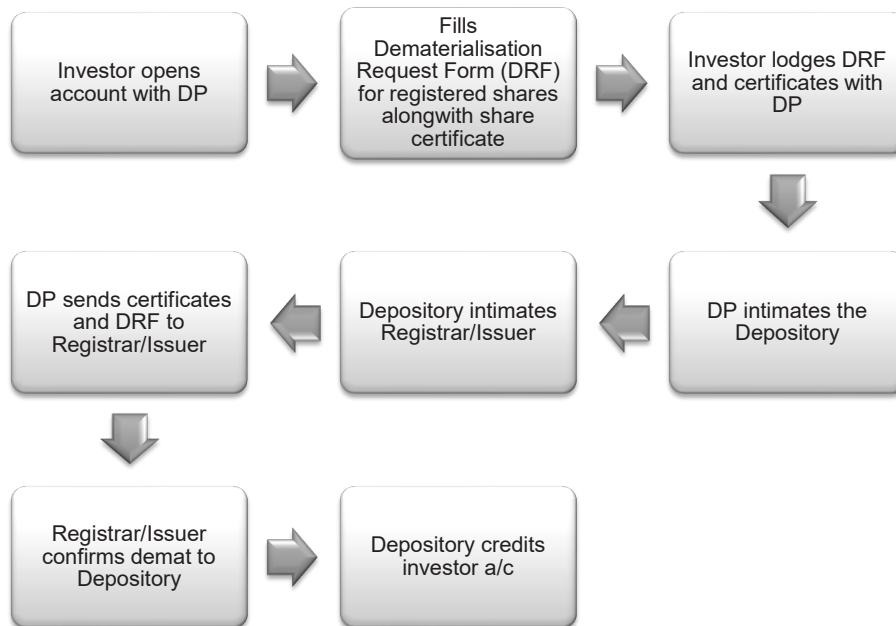 Investor opens
account with DP
Fills
Dematerialisation
Request Form (DRF)
for registered shares
alongwith share
certificate
Investor lodges DRF
and certificates with
DP
DP intimates the
Depository
Depository intimates
Registrar/Issuer
DP sends certificates
and DRF to
Registrar/Issuer
Registrar/Issuer
confirms demat to
Depository
Depository credits
investor a/c